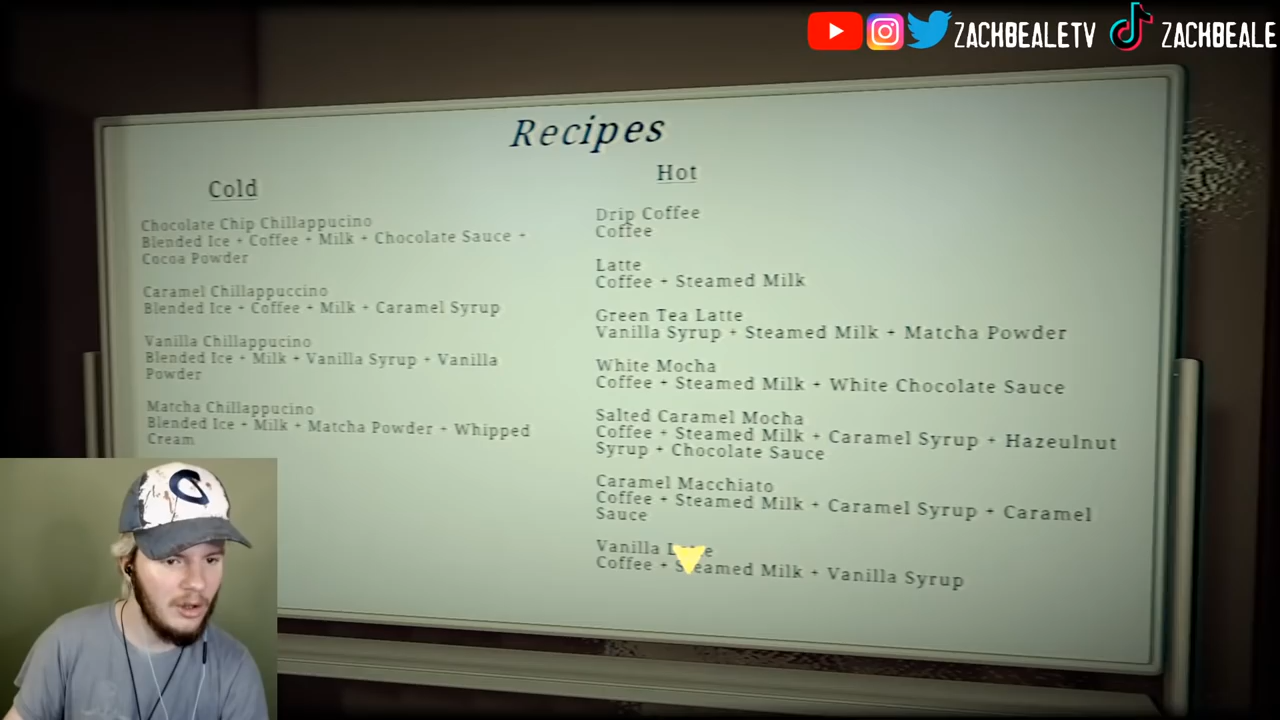 ZACHBEALETV ZACHBEALE
Recipes
Cold
Chocolate Chip Chillappucino
Blended Ice + Coffee + Milk + Chocolate Sauce +
Cocoa Powder
Caramel Chillappuccino
Blended Ice + Coffee + Milk + Caramel Syrup
Vanilla Chillappucino
Blended Ice + Milk + Vanilla Syrup + Vanilla
Powder
Matcha Chillappucino
Blended Ice + Milk + Matcha Powder + Whipped
Cream
Hot
Drip Coffee
Coffee
Latte
Coffee + Steamed Milk
Green Tea Latte
Vanilla Syrup + Steamed Milk + Matcha Powder
White Mocha
Coffee + Steamed Milk + White Chocolate Sauce
Salted Caramel Mocha
Coffee + Steamed Milk + Caramel Syrup + Hazeulnut
Syrup + Chocolate Sauce
Caramel Macchiato
Coffee + Steamed Milk + Caramel Syrup + Caramel
Sauce
Vanilla Latte
Coffee + Steamed Milk + Vanilla Syrup